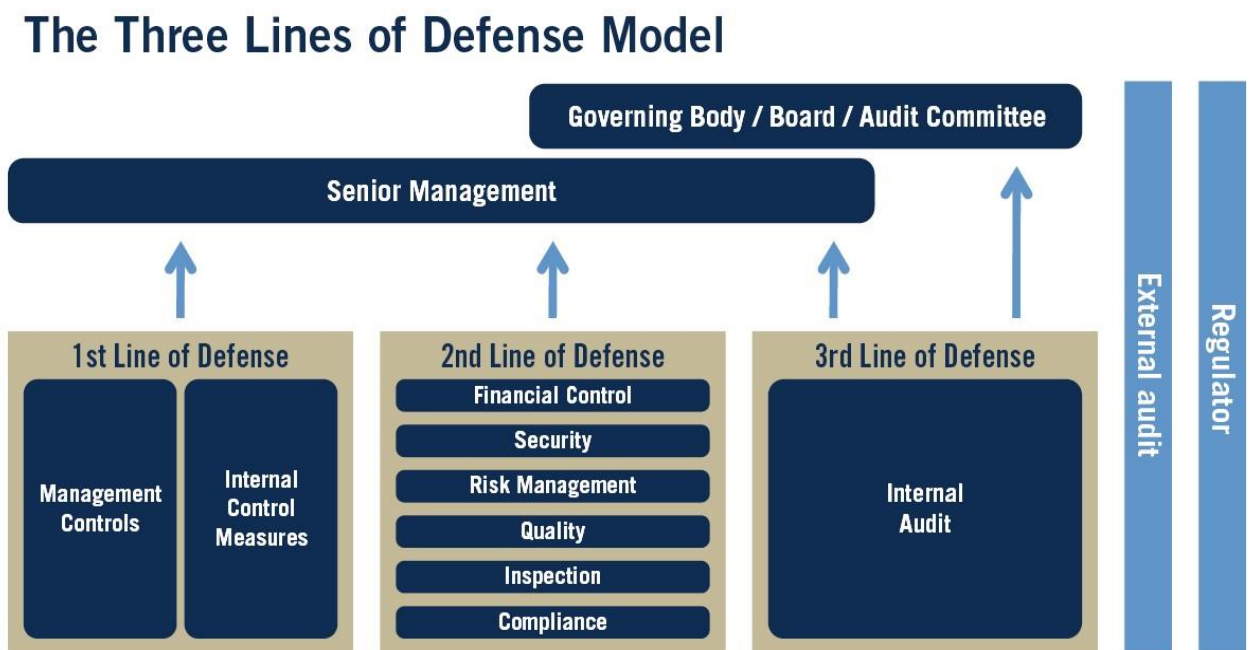 The Three Lines of Defense Model
Governing Body / Board / Audit Committee
Senior Management
1st Line of Defense
Management
Controls
Internal
Control
Measures
2nd Line of Defense
Financial Control
Security
Risk Management
Quality
Inspection
Compliance
3rd Line of Defense
Internal
Audit
External audit
Regulator